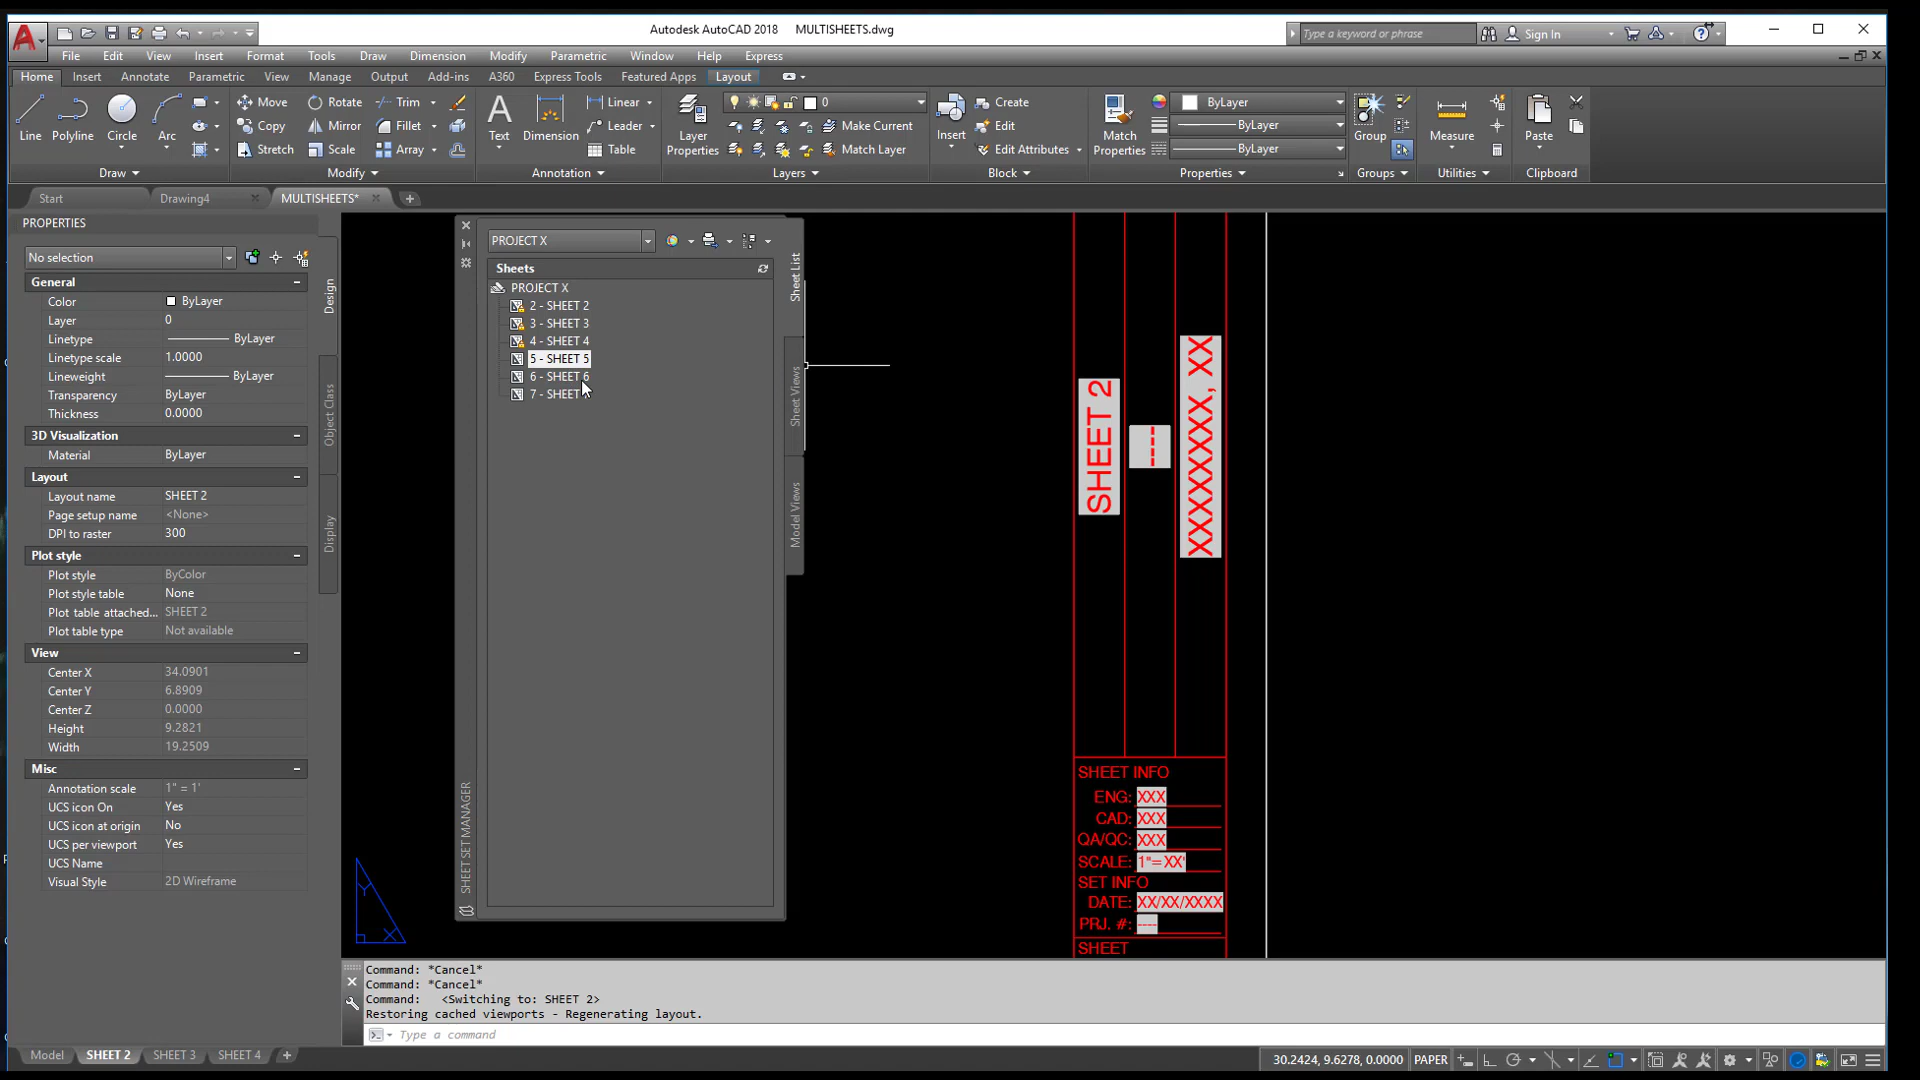 Autodesk AutoCAD 2018 MULTISHEETS.dwg
Type a keyword or phrase
Sign In
File Edit View Insert Format Tools Draw Dimension Modify Parametric Window Help Express
Home Insert Annotate Parametric View Manage Output Add-ins A360 Express Tools Featured Apps Layout
Line Polyline Circle Arc
Move Rotate Trim
Copy Mirror Fillet
Stretch Scale Array
Text Dimension
Linear
Leader
Table
Layer Properties
0
Make Current
Match Layer
Insert
Create
Edit
Edit Attributes
Match Properties
ByLayer
ByLayer
ByLayer
Group
Measure
Paste
Draw Modify Annotation Layers Block Properties Groups Utilities Clipboard
Start Drawing4 MULTISHEETS*
PROPERTIES
No selection
General
Color ByLayer
Layer 0
Linetype ByLayer
Linetype scale 1.0000
Lineweight ByLayer
Transparency ByLayer
Thickness 0.0000
3D Visualization
Material ByLayer
Layout
Layout name SHEET 2
Page setup name <None>
DPI to raster 300
Plot style
Plot style ByColor
Plot style table None
Plot table attached... SHEET 2
Plot table type Not available
View
Center X 34.0901
Center Y 6.8909
Center Z 0.0000
Height 9.2821
Width 19.2509
Misc
Annotation scale 1" = 1'
UCS icon On Yes
UCS icon at origin No
UCS per viewport Yes
UCS Name
Visual Style 2D Wireframe
Design
Object Class
Display
PROJECT X
Sheets
PROJECT X
2 - SHEET 2
3 - SHEET 3
4 - SHEET 4
5 - SHEET 5
6 - SHEET 6
7 - SHEET
Sheet List
Sheet Views
Model Views
SHEET SET MANAGER
SHEET 2
----
XXXXXXXX, XX
SHEET INFO
ENG: XXX
CAD: XXX
QA/QC: XXX
SCALE: 1"=XX'
SET INFO
DATE: XX/XX/XXXX
PRJ. #: ----
SHEET
Y
X
Command: *Cancel*
Command: *Cancel*
Command: <Switching to: SHEET 2>
Restoring cached viewports - Regenerating layout.
Type a command
Model SHEET 2 SHEET 3 SHEET 4
30.2424, 9.6278, 0.0000 PAPER